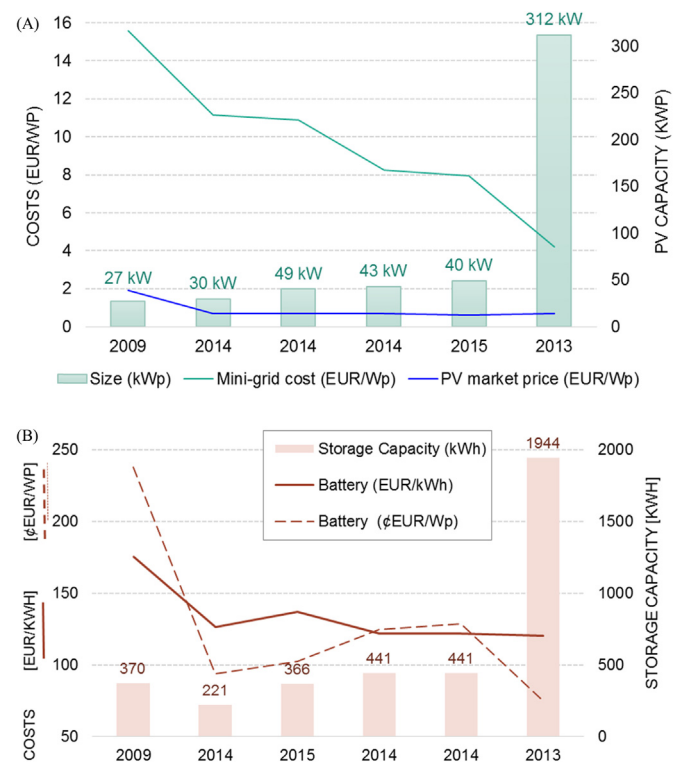 (A)
16
14
12
10
8
6
4
2
0
COSTS (EUR/WP)
312 kW
27 kW
30 kW
49 kW
43 kW
40 kW
300
250
200
150
100
50
0
PV CAPACITY (KWP)
2009 2014 2014 2014 2015 2013
Size (kWp) Mini-grid cost (EUR/Wp) PV market price (EUR/Wp)
(B)
250
200
150
100
50
COSTS [EUR/KWH] [¢EUR/WP]
Storage Capacity (kWh)
Battery (EUR/kWh)
Battery (¢EUR/Wp)
1944
370
221
366
441
441
2000
1500
1000
500
0
STORAGE CAPACITY [KWH]
2009 2014 2015 2014 2014 2013